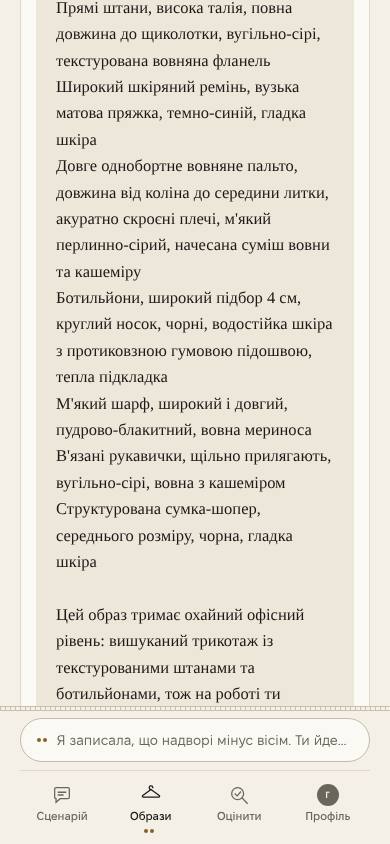 Прямі штани, висока талія, повна
довжина до щиколотки, вугільно-сірі,
текстурована вовняна фланель
Широкий шкіряний ремінь, вузька
матова пряжка, темно-синій, гладка
шкіра
Довге однобортне вовняне пальто,
довжина від коліна до середини литки,
акуратно скроєні плечі, м'який
перлинно-сірий, начесана суміш вовни
та кашеміру
Ботильйони, широкий підбор 4 см,
круглий носок, чорні, водостійка шкіра
з протиковзною гумовою підошвою,
тепла підкладка
М'який шарф, широкий і довгий,
пудрово-блакитний, вовна мериноса
В'язані рукавички, щільно прилягають,
вугільно-сірі, вовна з кашеміром
Структурована сумка-шопер,
середнього розміру, чорна, гладка
шкіра
Цей образ тримає охайний офісний
рівень: вишуканий трикотаж із
текстурованими штанами та
ботильйонами, тож на роботі ти
Я записала, що надворі мінус вісім. Ти йде...
Сценарій
Образи
Оцінити
г
Профіль